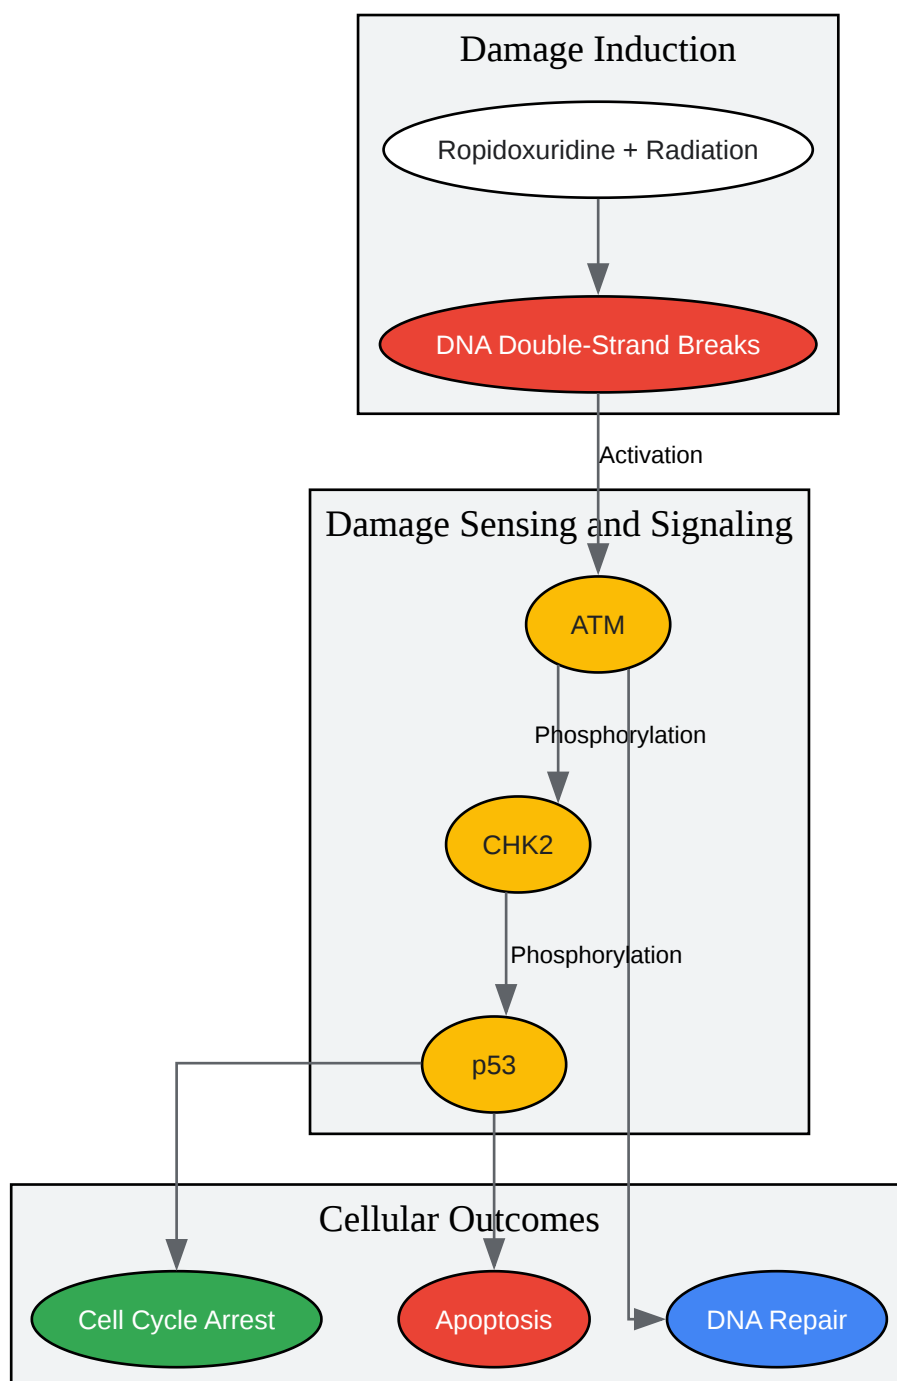 Damage Induction
Ropidoxuridine + Radiation
DNA Double-Strand Breaks
Activation
Damage Sensing and Signaling
ATM
Phosphorylation
CHK2
Phosphorylation
p53
Cellular Outcomes
Cell Cycle Arrest
Apoptosis
DNA Repair